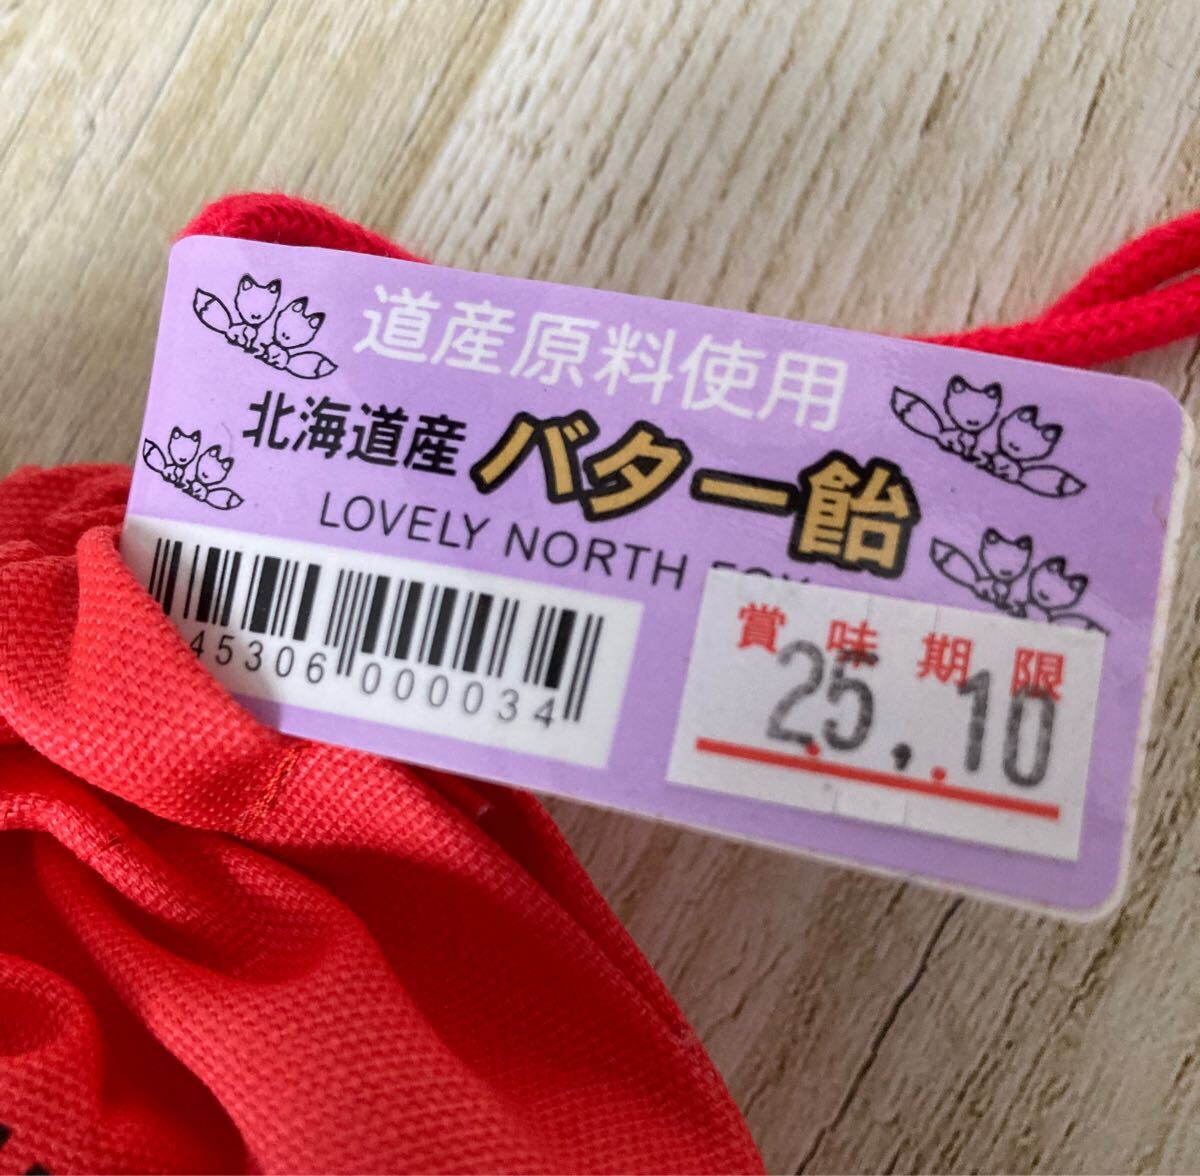 道産原料使用
北海道産 バター飴
LOVELY NORTH FOX
45306 000034
賞味期限
25.10